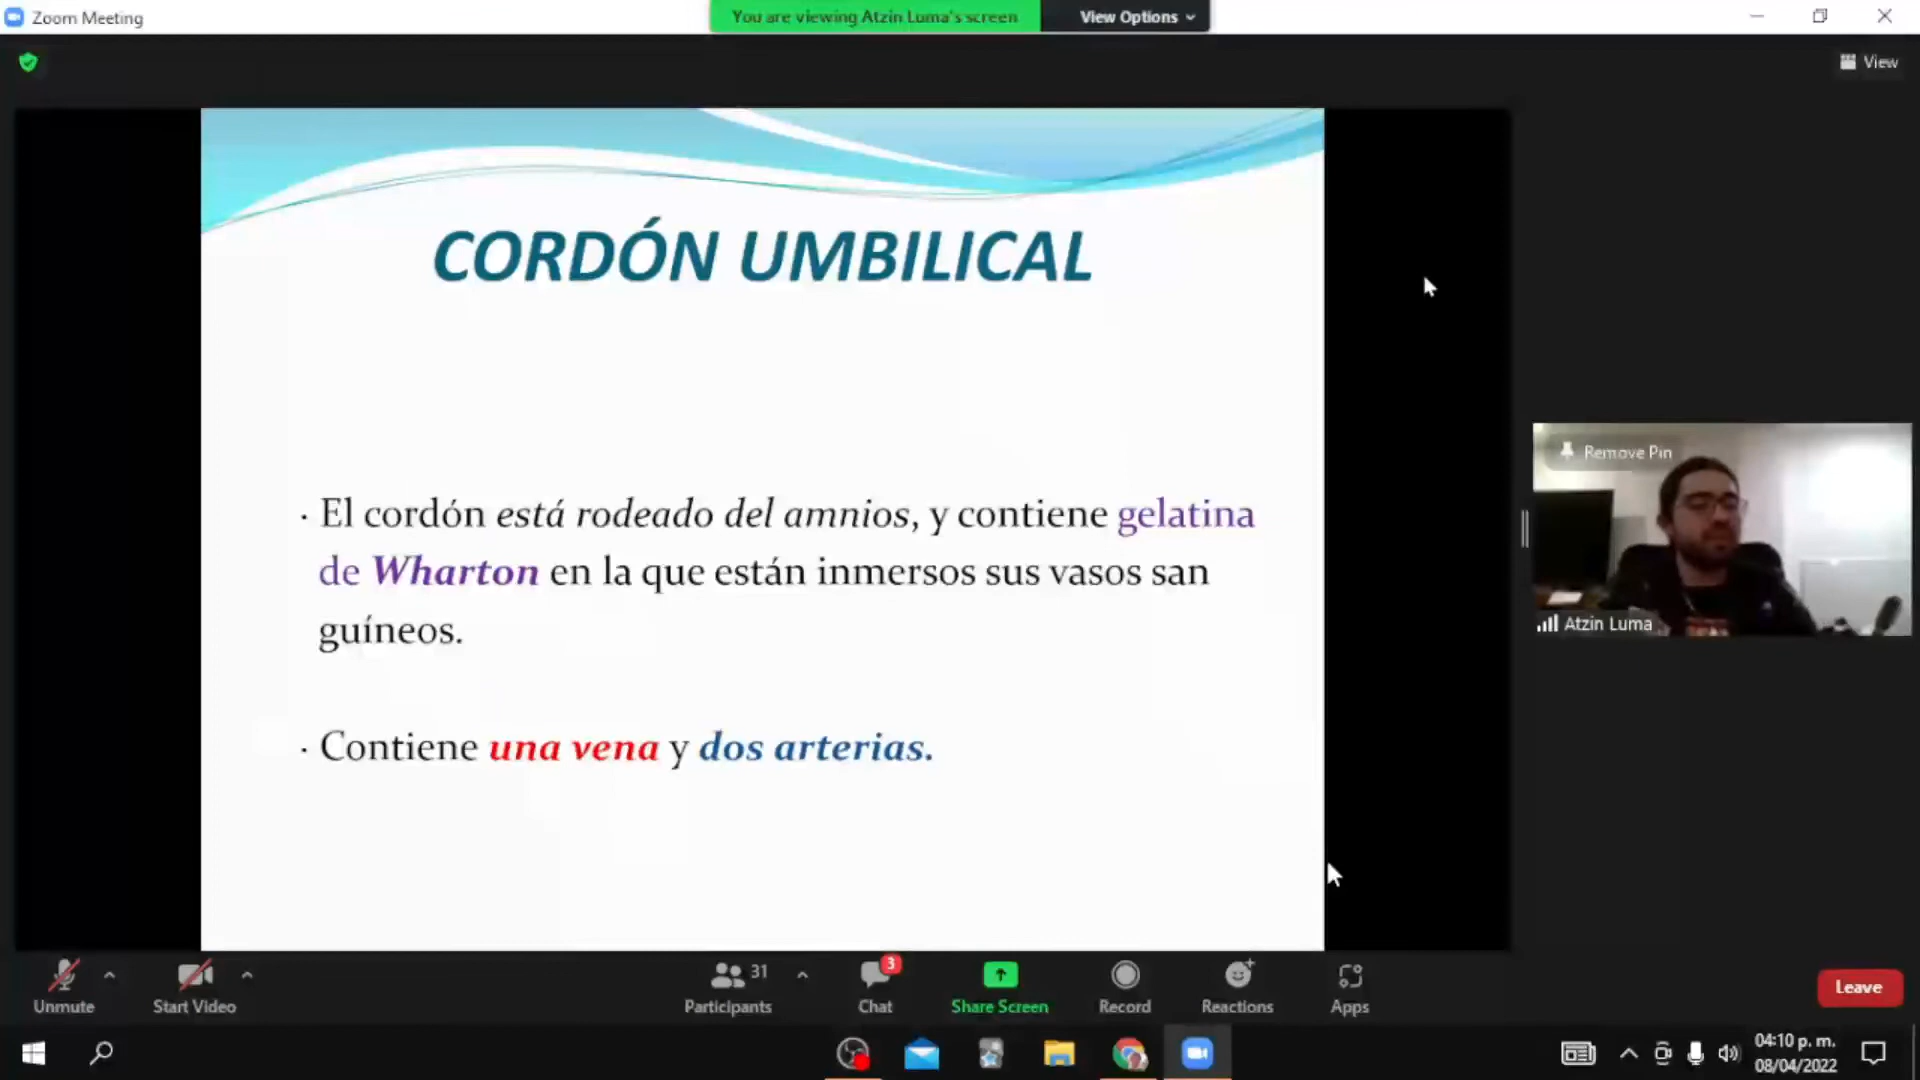 Zoom Meeting
You are viewing Atzin Luma's screen
View Options
View
CORDÓN UMBILICAL
· El cordón está rodeado del amnios, y contiene gelatina
de Wharton en la que están inmersos sus vasos san
guíneos.
· Contiene una vena y dos arterias.
Remove Pin
Atzin Luma
Unmute
Start Video
31
Participants
3
Chat
Share Screen
Record
Reactions
Apps
Leave
04:10 p. m.
08/04/2022